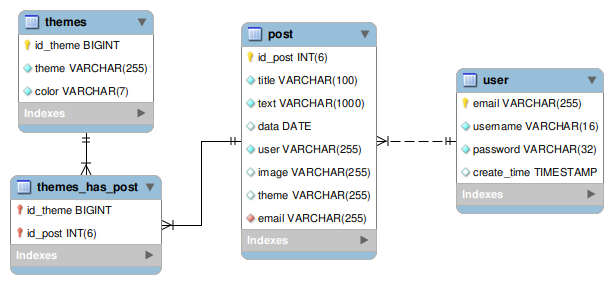 themes
id_theme BIGINT
theme VARCHAR(255)
color VARCHAR(7)
Indexes
themes_has_post
id_theme BIGINT
id_post INT(6)
Indexes
post
id_post INT(6)
title VARCHAR(100)
text VARCHAR(1000)
data DATE
user VARCHAR(255)
image VARCHAR(255)
theme VARCHAR(255)
email VARCHAR(255)
Indexes
user
email VARCHAR(255)
username VARCHAR(16)
password VARCHAR(32)
create_time TIMESTAMP
Indexes